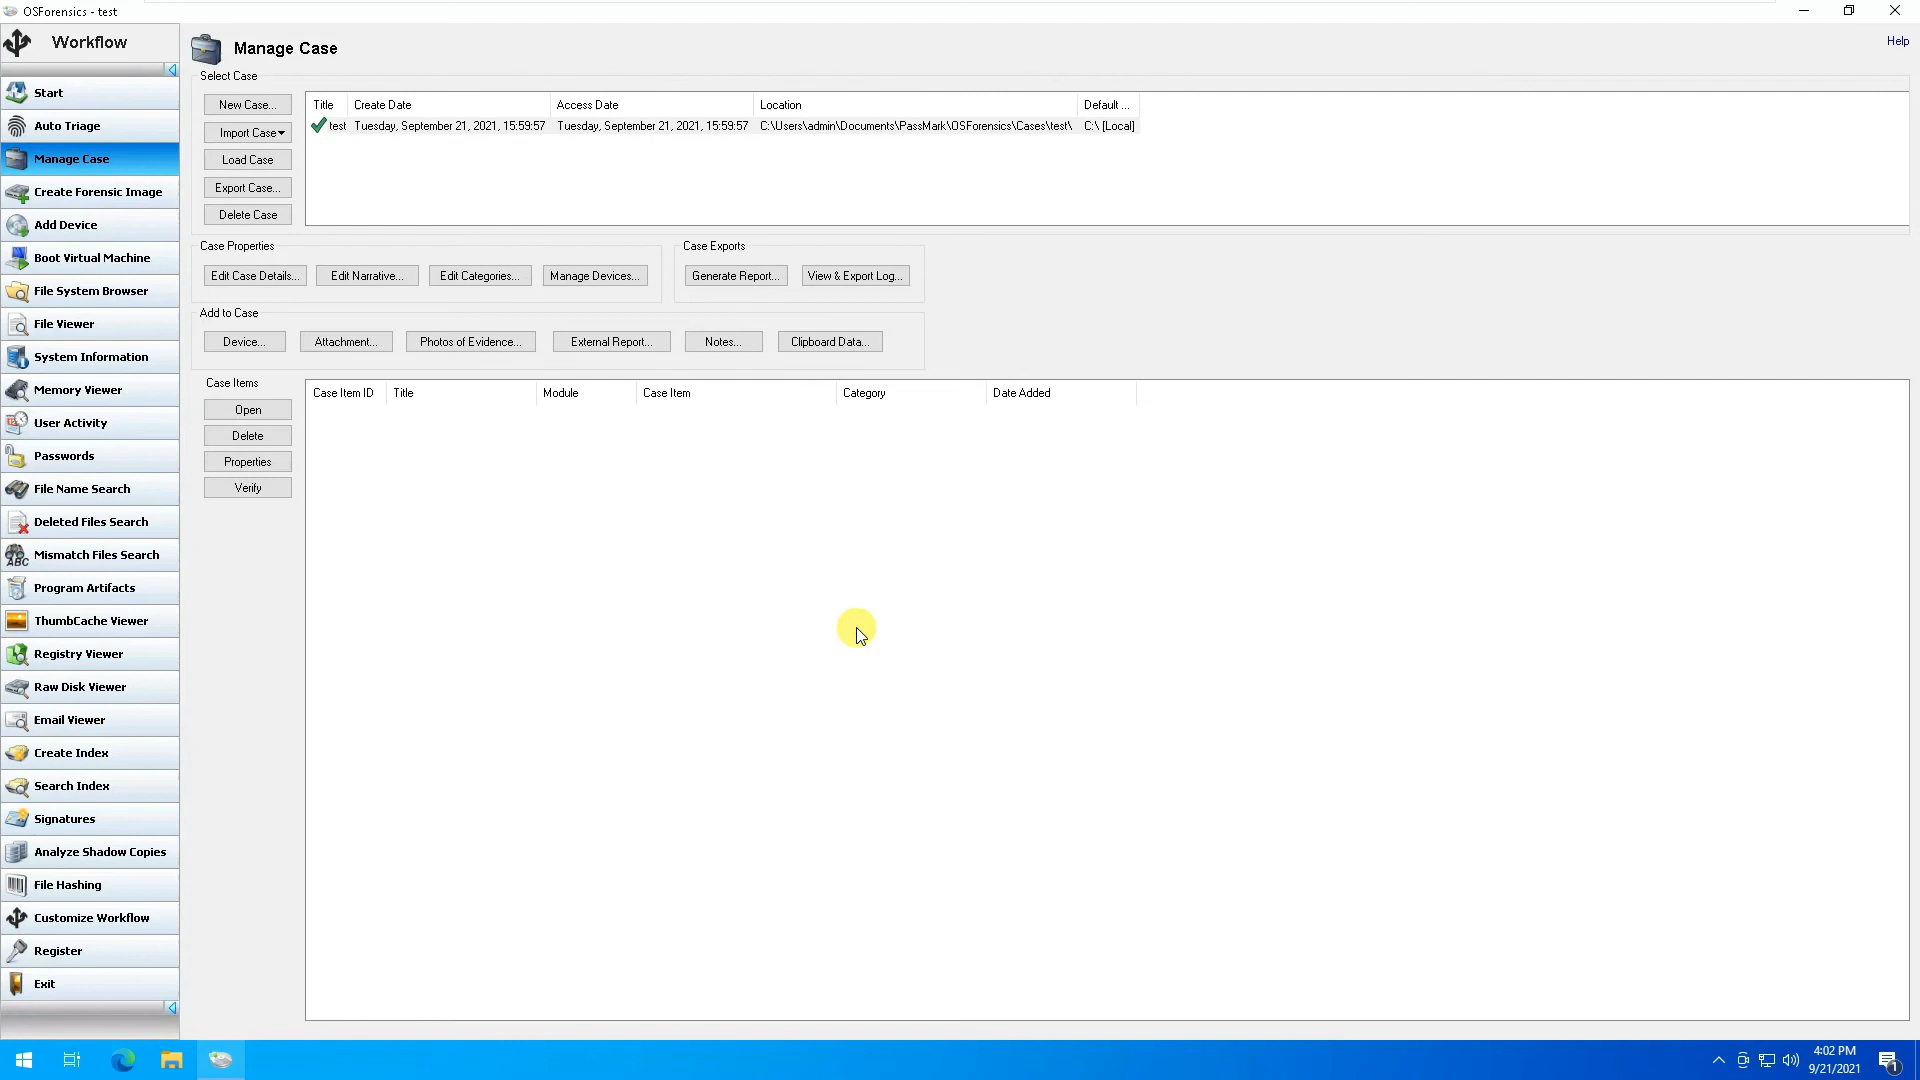 OSForensics - test
Workflow
Start
Auto Triage
Manage Case
Create Forensic Image
Add Device
Boot Virtual Machine
File System Browser
File Viewer
System Information
Memory Viewer
User Activity
Passwords
File Name Search
Deleted Files Search
Mismatch Files Search
Program Artifacts
ThumbCache Viewer
Registry Viewer
Raw Disk Viewer
Email Viewer
Create Index
Search Index
Signatures
Analyze Shadow Copies
File Hashing
Customize Workflow
Register
Exit
Manage Case
Help
Select Case
New Case...
Import Case
Load Case
Export Case...
Delete Case
Title Create Date Access Date Location Default ...
test Tuesday, September 21, 2021, 15:59:57 Tuesday, September 21, 2021, 15:59:57 C:\Users\admin\Documents\PassMark\OSForensics\Cases\test\ C:\ [Local]
Case Properties
Edit Case Details... Edit Narrative... Edit Categories... Manage Devices...
Case Exports
Generate Report... View & Export Log...
Add to Case
Device... Attachment... Photos of Evidence... External Report... Notes... Clipboard Data...
Case Items
Open
Delete
Properties
Verify
Case Item ID Title Module Case Item Category Date Added
4:02 PM
9/21/2021
1